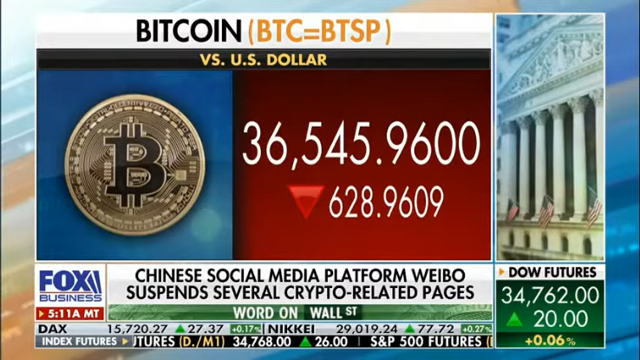 BITCOIN (BTC=BTSP)
VS. U.S. DOLLAR
36,545.9600
▼ 628.9609
FOX
BUSINESS
5:11A MT
CHINESE SOCIAL MEDIA PLATFORM WEIBO
SUSPENDS SEVERAL CRYPTO-RELATED PAGES
WORD ON WALL ST
DOW FUTURES
34,762.00
▲ 20.00
+0.06%
DAX 15,720.27 ▲ 27.37 +0.17% NIKKEI 29,019.24 ▲ 77.72 +0.27%
INDEX FUTURES UTURES (D./M1) 34,768.00 ▲ 26.00 S&P 500 FUTURES (